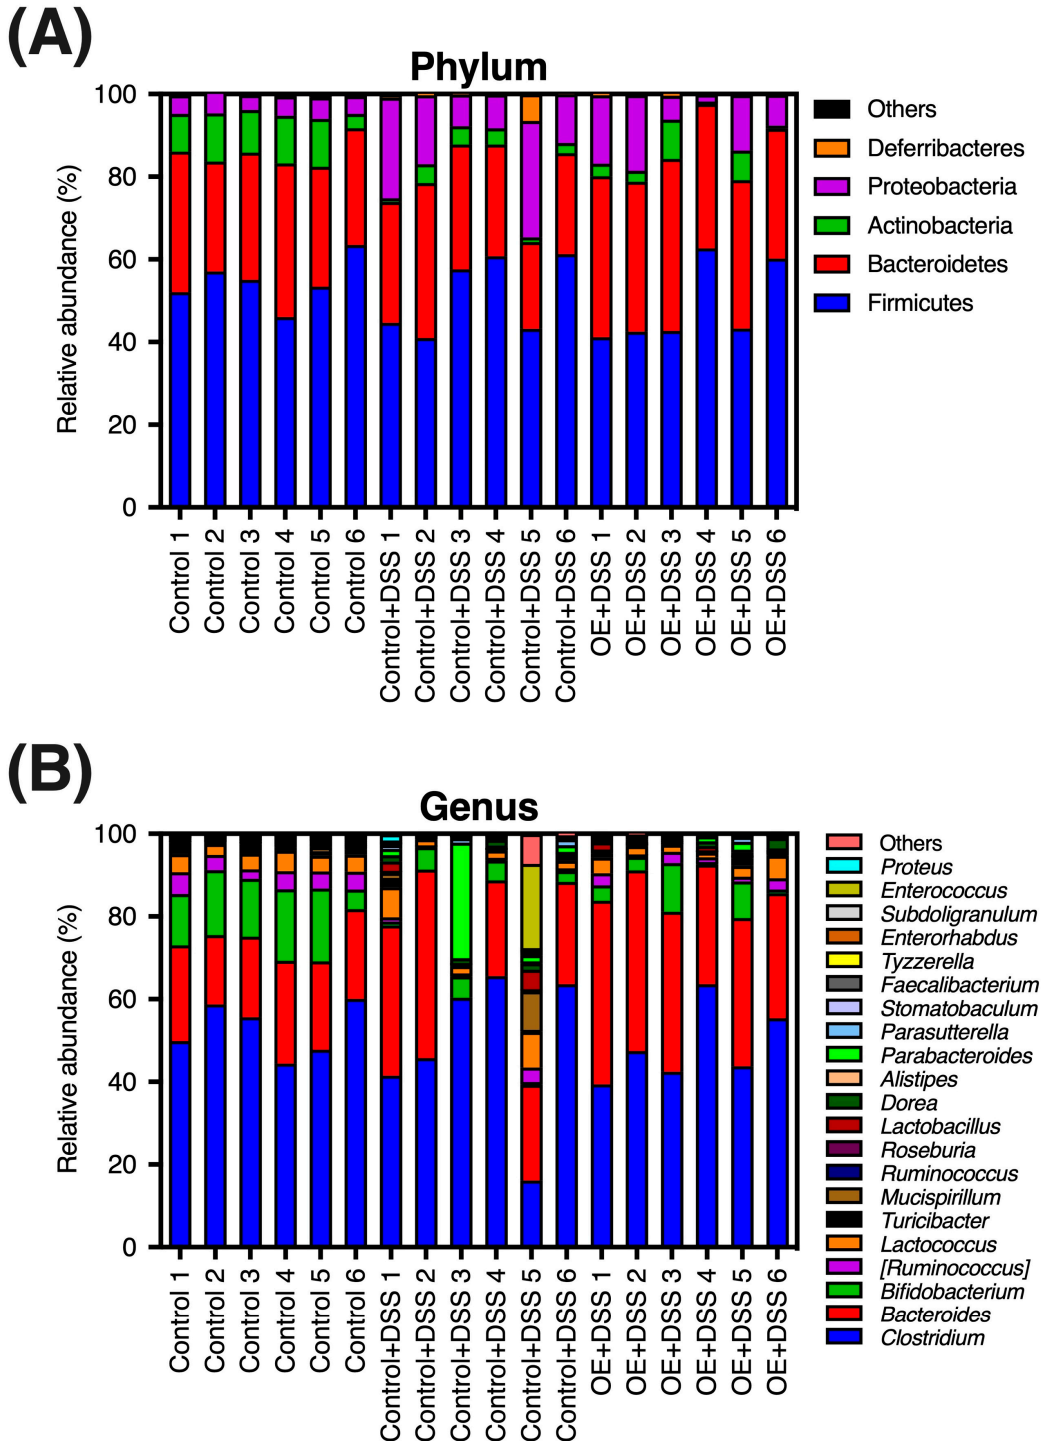 (A)
Phylum
100
80
60
40
20
0
Relative abundance (%)
Others
Deferribacteres
Proteobacteria
Actinobacteria
Bacteroidetes
Firmicutes
Control 1
Control 2
Control 3
Control 4
Control 5
Control 6
Control+DSS 1
Control+DSS 2
Control+DSS 3
Control+DSS 4
Control+DSS 5
Control+DSS 6
OE+DSS 1
OE+DSS 2
OE+DSS 3
OE+DSS 4
OE+DSS 5
OE+DSS 6
(B)
Genus
100
80
60
40
20
0
Relative abundance (%)
Others
Proteus
Enterococcus
Subdoligranulum
Enterorhabdus
Tyzzerella
Faecalibacterium
Stomatobaculum
Parasutterella
Parabacteroides
Alistipes
Dorea
Lactobacillus
Roseburia
Ruminococcus
Mucispirillum
Turicibacter
Lactococcus
[Ruminococcus]
Bifidobacterium
Bacteroides
Clostridium
Control 1
Control 2
Control 3
Control 4
Control 5
Control 6
Control+DSS 1
Control+DSS 2
Control+DSS 3
Control+DSS 4
Control+DSS 5
Control+DSS 6
OE+DSS 1
OE+DSS 2
OE+DSS 3
OE+DSS 4
OE+DSS 5
OE+DSS 6